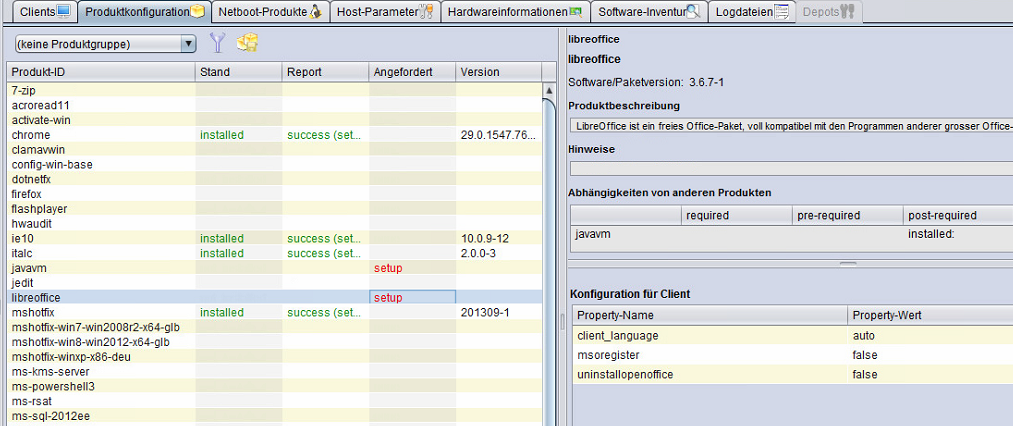 Clients Produktkonfiguration Netboot-Produkte Host-Parameter Hardwareinformationen Software-Inventur Logdateien Depots
(keine Produktgruppe)
Produkt-ID Stand Report Angefordert Version
7-zip
acroread11
activate-win
chrome installed success (set... 29.0.1547.76...
clamavwin
config-win-base
dotnetfx
firefox
flashplayer
hwaudit
ie10 installed success (set... 10.0.9-12
italc installed success (set... 2.0.0-3
javavm setup
jedit
libreoffice setup
mshotfix installed success (set... 201309-1
mshotfix-win7-win2008r2-x64-glb
mshotfix-win8-win2012-x64-glb
mshotfix-winxp-x86-deu
ms-kms-server
ms-powershell3
ms-rsat
ms-sql-2012ee
libreoffice
libreoffice
Software/Paketversion: 3.6.7-1
Produktbeschreibung
LibreOffice ist ein freies Office-Paket, voll kompatibel mit den Programmen anderer grosser Office-
Hinweise
Abhängigkeiten von anderen Produkten
required pre-required post-required
javavm installed:
Konfiguration für Client
Property-Name Property-Wert
client_language auto
msoregister false
uninstallopenoffice false